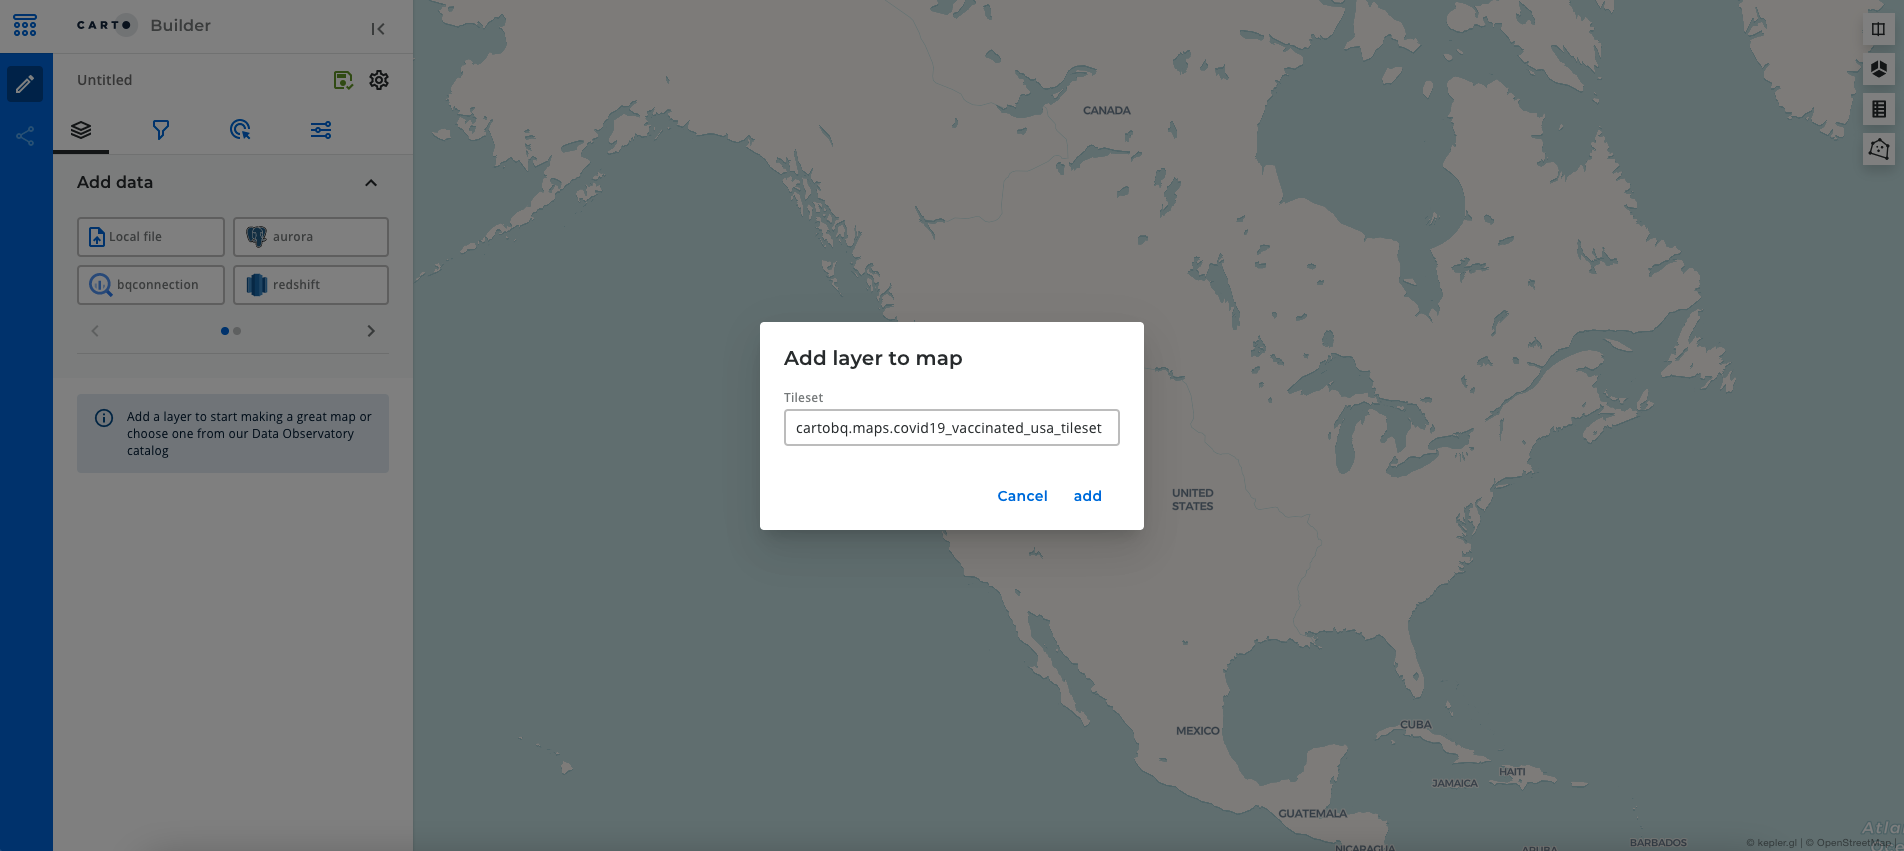 CARTO Builder
Untitled
Add data
Local file
aurora
bqconnection
redshift
Add a layer to start making a great map or
choose one from our Data Observatory
catalog
Add layer to map
Tileset
cartobq.maps.covid19_vaccinated_usa_tileset
Cancel
add
CANADA
UNITED
STATES
MEXICO
CUBA
HAITI
JAMAICA
GUATEMALA
NICARAGUA
ARUBA
BARBADOS
© kepler.gl | © OpenStreetMap |